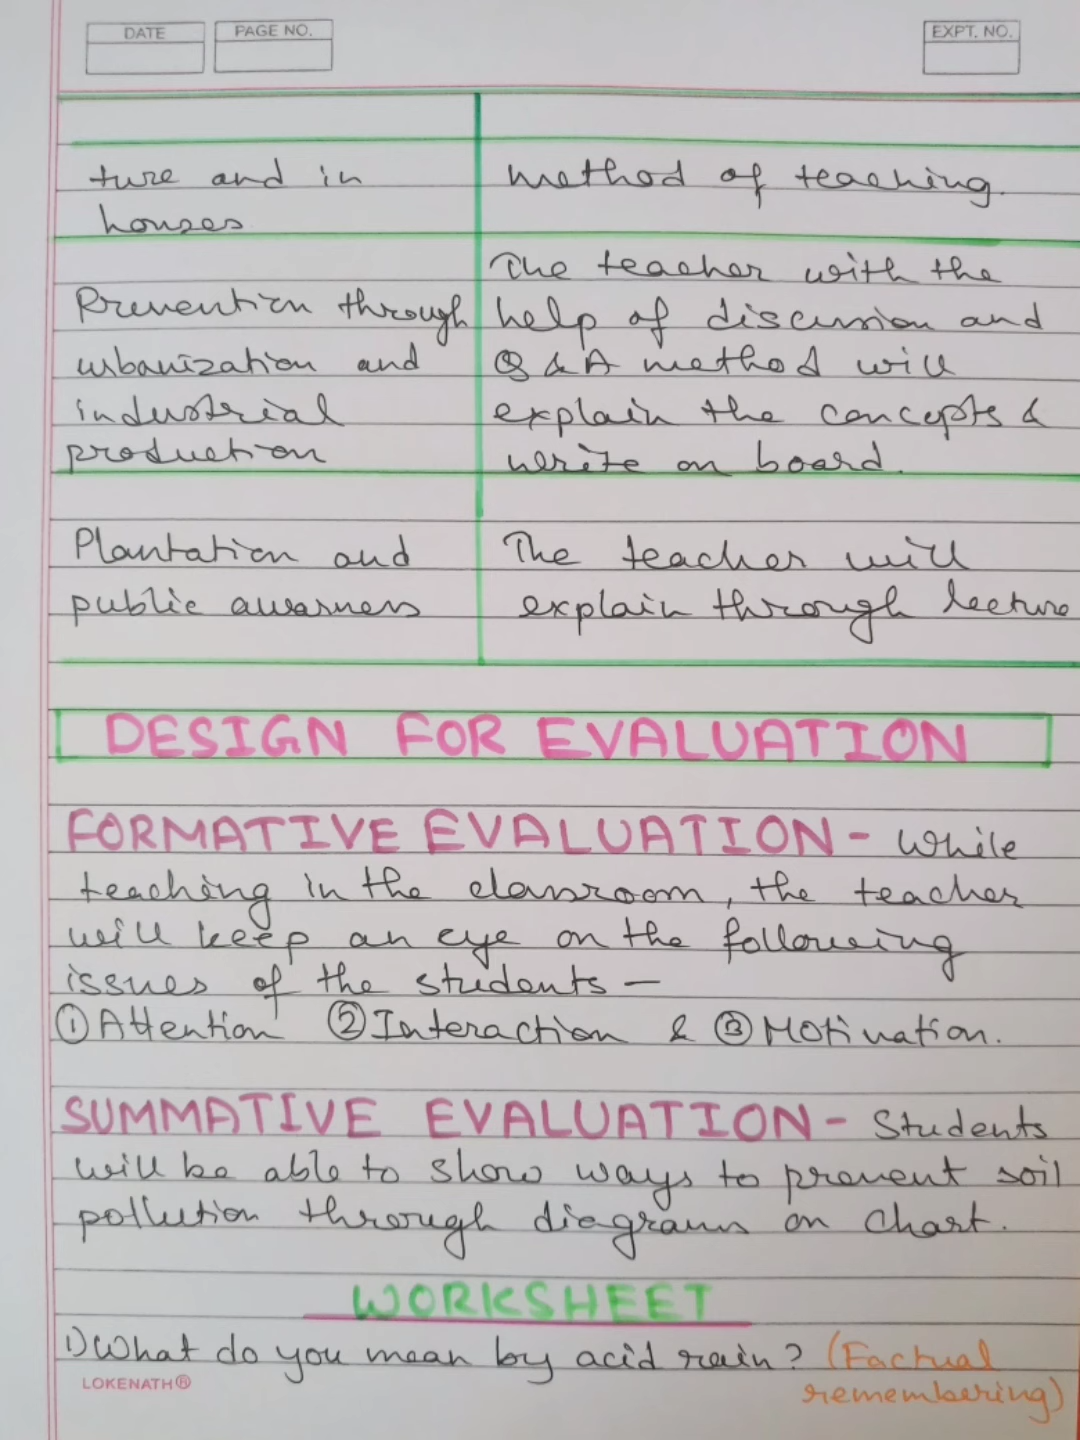 DATE
PAGE NO.
EXPT. NO.
ture and in
houses
method of teaching.
Prevention through
urbanization and
industrial
production
The teacher with the
help of discussion and
Q & A method will
explain the concepts &
write on board.
Plantation and
public awarness
The teacher will
explain through lecture
DESIGN FOR EVALUATION
FORMATIVE EVALUATION - While
teaching in the classroom, the teacher
will keep an eye on the following
issues of the students —
① Attention ② Interaction & ③ Motivation.
SUMMATIVE EVALUATION - Students
will be able to show ways to prevent soil
pollution through diagrams on chart.
WORKSHEET
1) What do you mean by acid rain? (Factual
remembering)
LOKENATH®